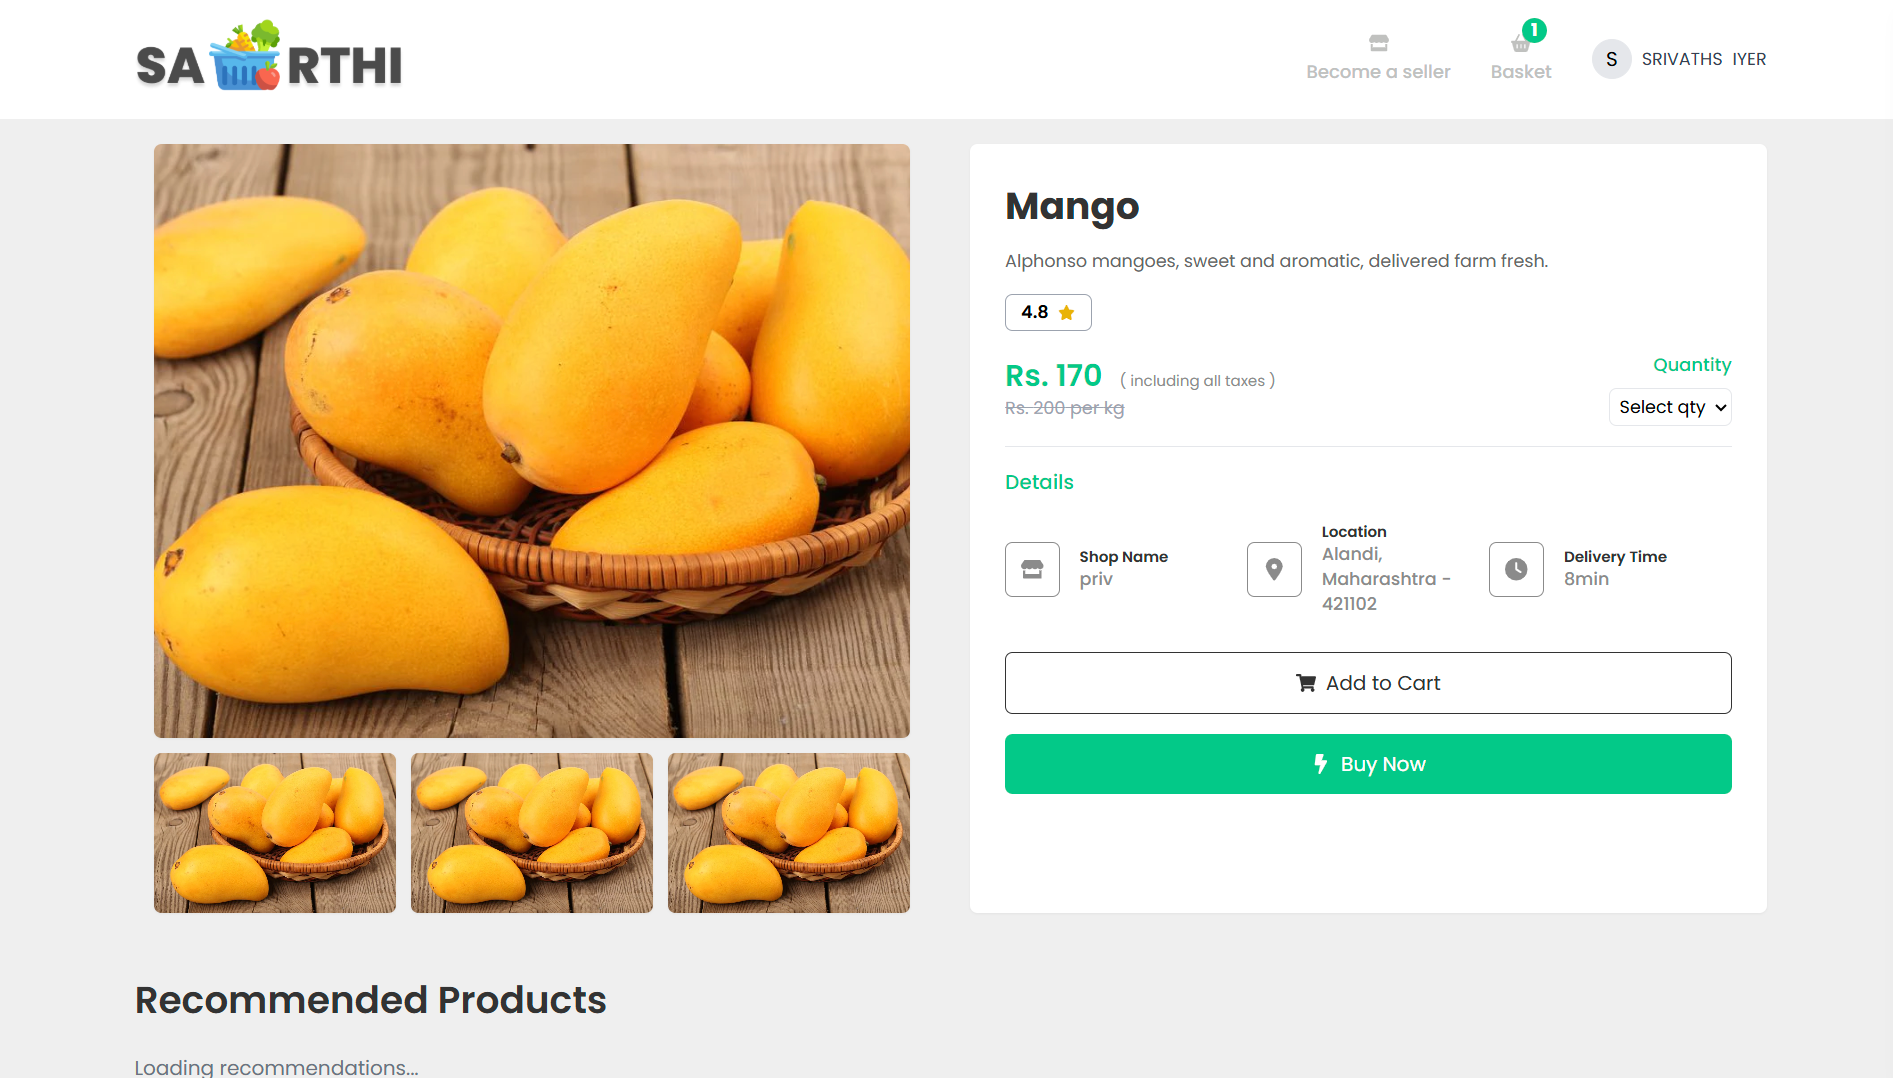 SA RTHI
Become a seller
1
Basket
S
SRIVATHS IYER
Mango
Alphonso mangoes, sweet and aromatic, delivered farm fresh.
4.8
Rs. 170 ( including all taxes )
Rs. 200 per kg
Quantity
Select qty
Details
Shop Name
priv
Location
Alandi,
Maharashtra -
421102
Delivery Time
8min
Add to Cart
Buy Now
Recommended Products
Loading recommendations...